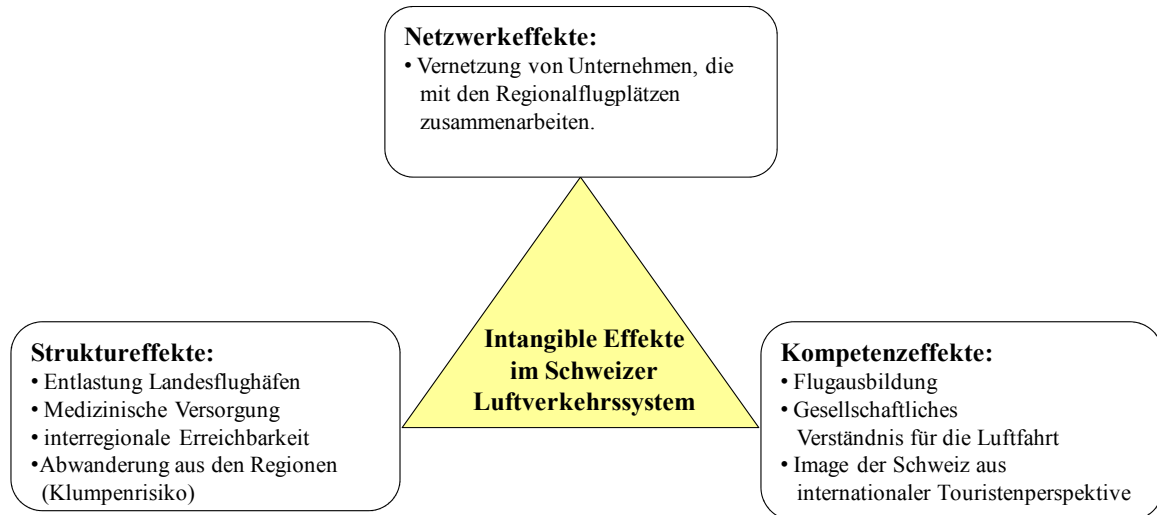 Netzwerkeffekte:
• Vernetzung von Unternehmen, die
mit den Regionalflugplätzen
zusammenarbeiten.
Intangible Effekte
im Schweizer
Luftverkehrssystem
Struktureffekte:
• Entlastung Landesflughäfen
• Medizinische Versorgung
• interregionale Erreichbarkeit
•Abwanderung aus den Regionen
(Klumpenrisiko)
Kompetenzeffekte:
• Flugausbildung
• Gesellschaftliches
Verständnis für die Luftfahrt
• Image der Schweiz aus
internationaler Touristenperspektive